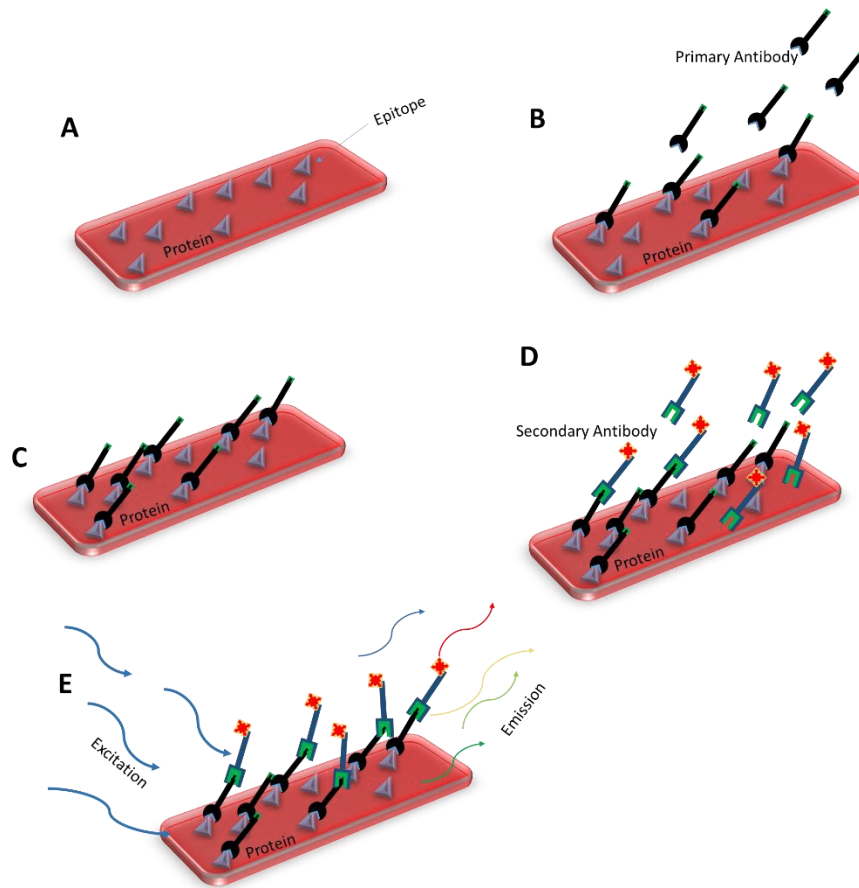 A
Epitope
Protein
Primary Antibody
B
Protein
C
Protein
D
Secondary Antibody
Protein
E
Excitation
Emission
Protein